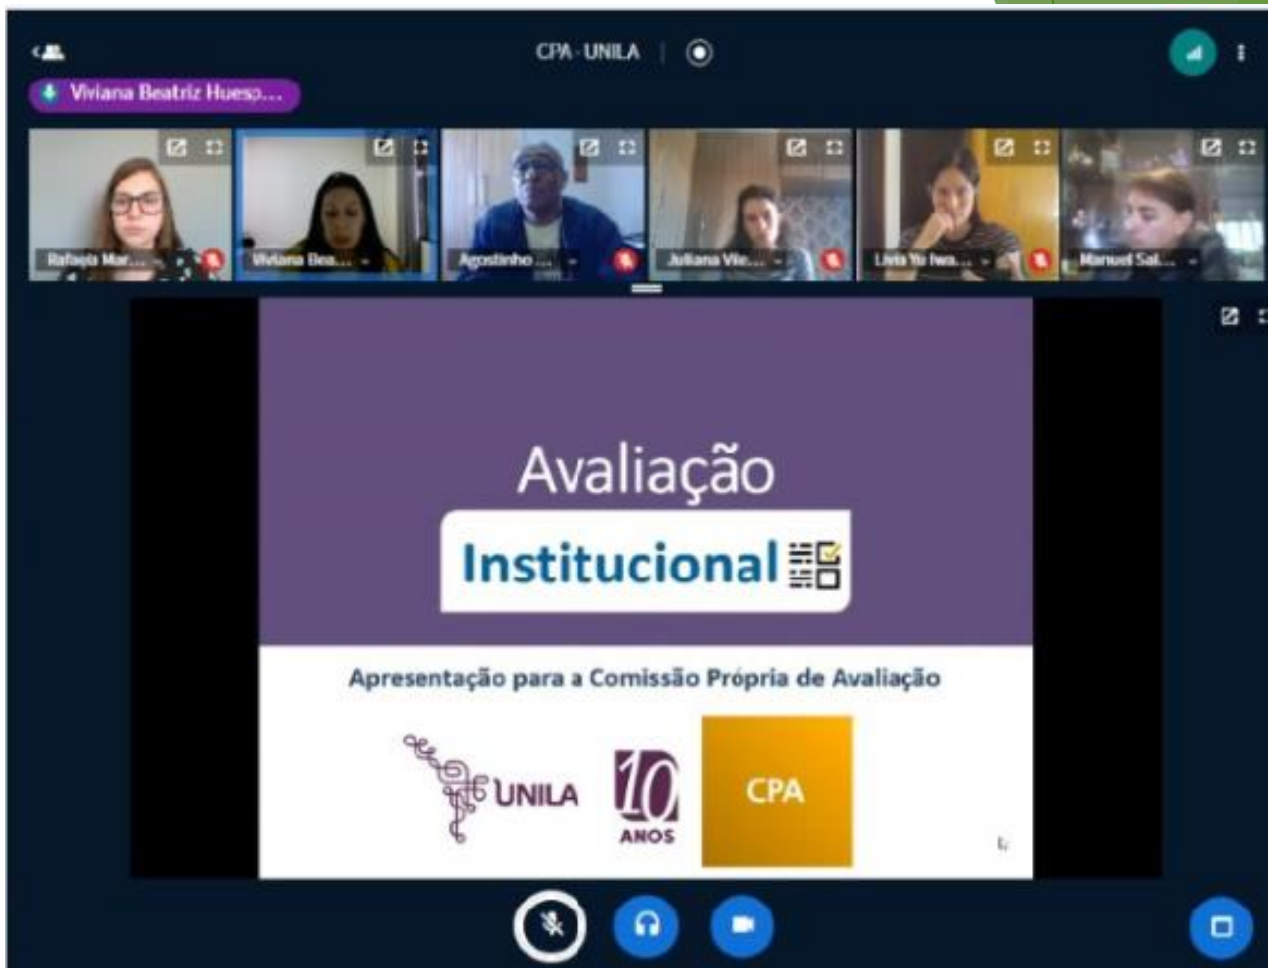 CPA - UNILA
Viviana Beatriz Huesp...
Rafaela Mar...
Viviana Bea...
Agostinho ...
Juliana Vile...
Livia Yu Iwa...
Manuel Sal...
Avaliação
Institucional
Apresentação para a Comissão Própria de Avaliação
UNILA
10
ANOS
CPA